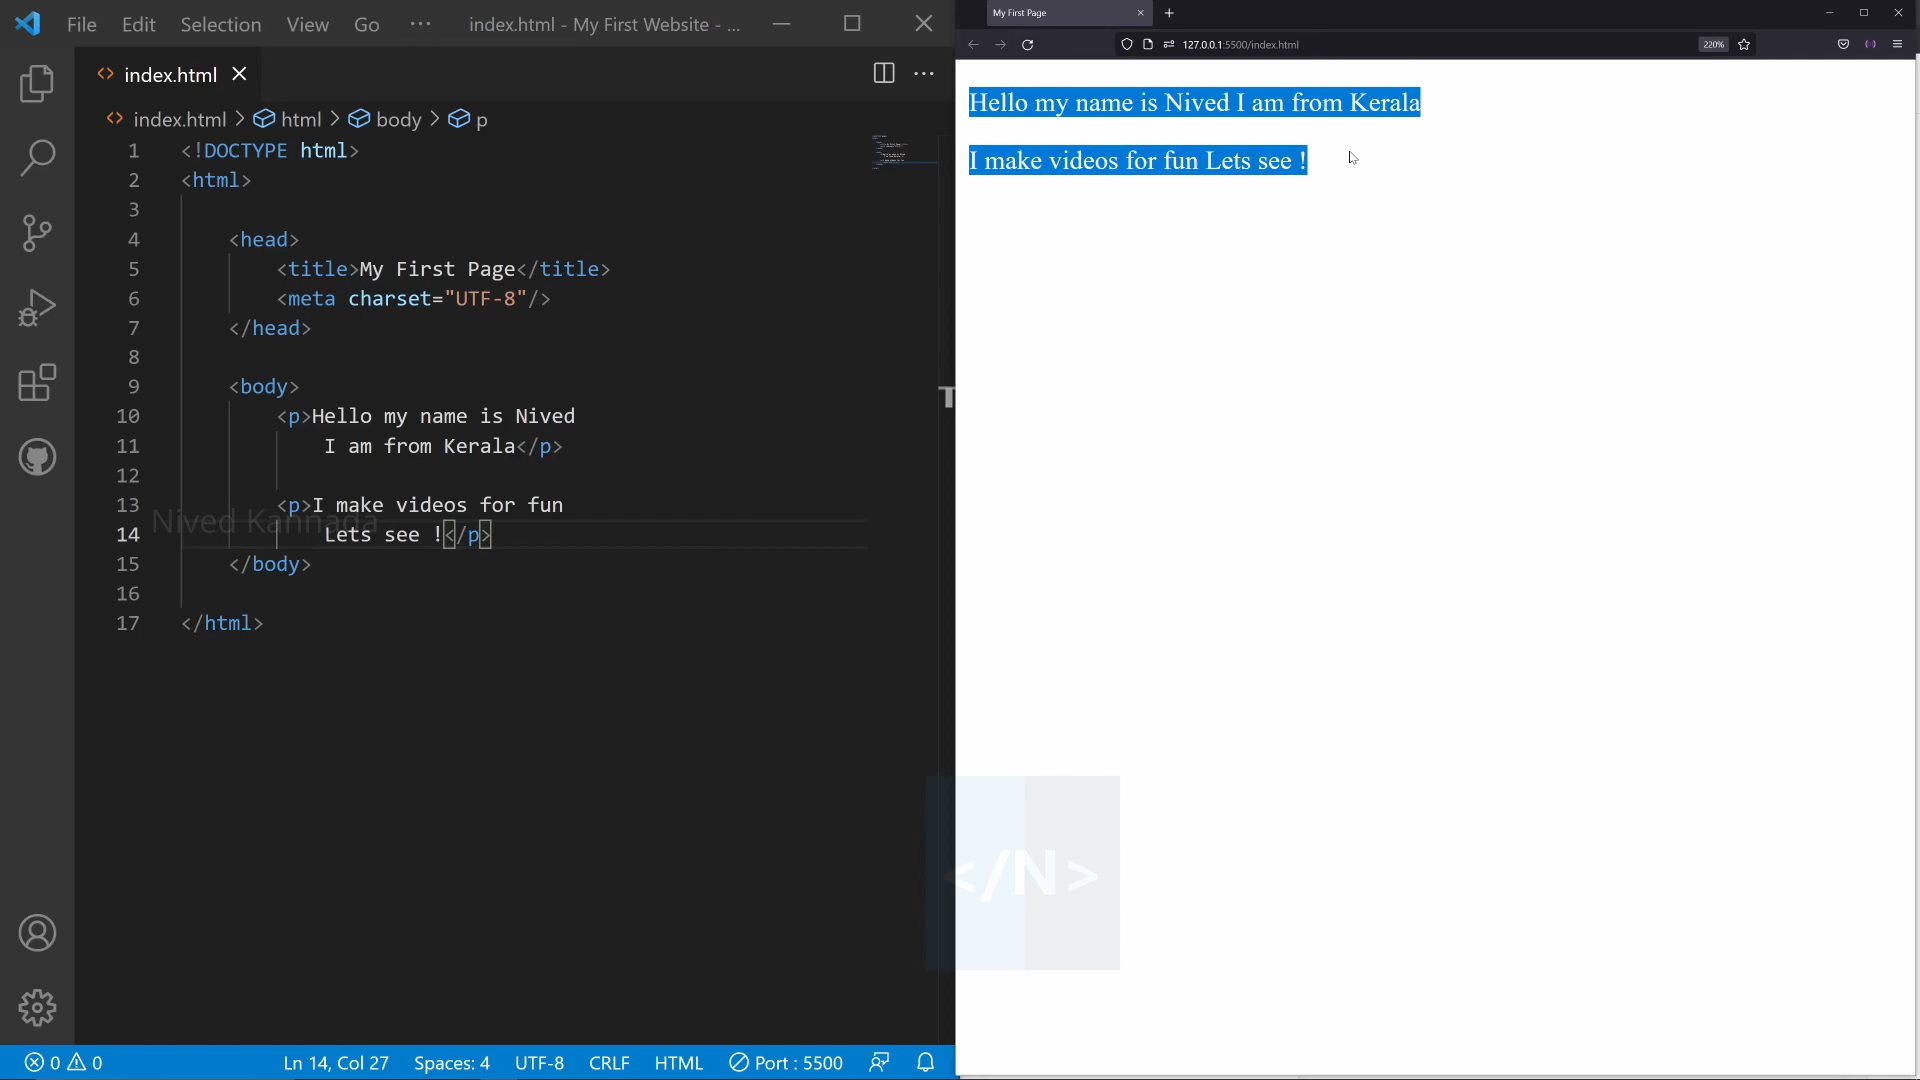 File Edit Selection View Go ··· index.html - My First Website - ...
index.html
index.html > html > body > p
1 <!DOCTYPE html>
2 <html>
3
4 <head>
5 <title>My First Page</title>
6 <meta charset="UTF-8"/>
7 </head>
8
9 <body>
10 <p>Hello my name is Nived
11 I am from Kerala</p>
12
13 <p>I make videos for fun
Nived Kannada
14 Lets see !</p>
15 </body>
16
17 </html>
0 0 Ln 14, Col 27 Spaces: 4 UTF-8 CRLF HTML Port : 5500
My First Page
127.0.0.1:5500/index.html 220%
Hello my name is Nived I am from Kerala
I make videos for fun Lets see !
T
</N>